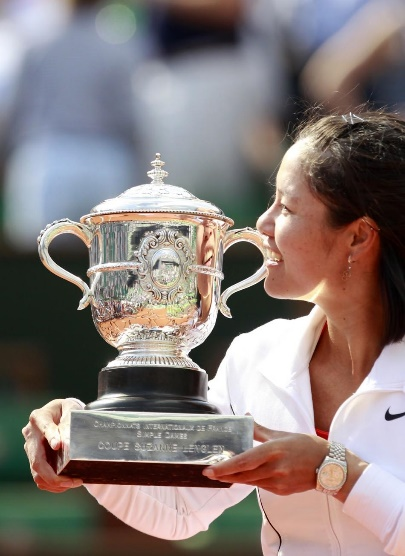 CHAMPIONNATS INTERNATIONAUX DE FRANCE
SIMPLE DAMES
COUPE SUZANNE LENGLEN